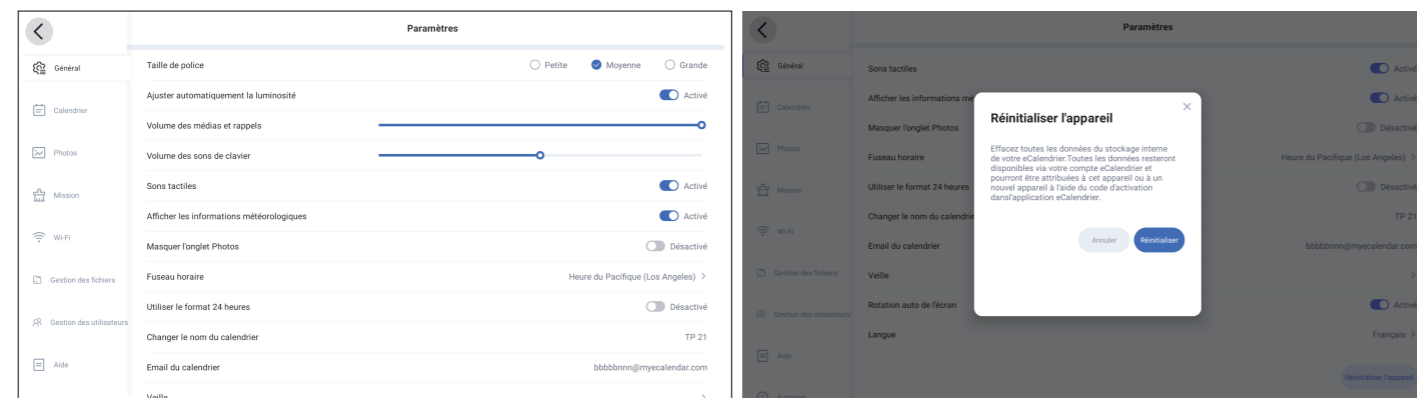 Paramètres
Général
Calendrier
Photos
Mission
Wi-Fi
Gestion des fichiers
Gestion des utilisateurs
Aide
Taille de police Petite Moyenne Grande
Ajuster automatiquement la luminosité Activé
Volume des médias et rappels
Volume des sons de clavier
Sons tactiles Activé
Afficher les informations météorologiques Activé
Masquer l'onglet Photos Désactivé
Fuseau horaire Heure du Pacifique (Los Angeles) >
Utiliser le format 24 heures Désactivé
Changer le nom du calendrier TP 21
Email du calendrier bbbbbnnn@myecalendar.com
Veille
Paramètres
Général
Calendrier
Photos
Mission
Wi-Fi
Gestion des fichiers
Gestion des utilisateurs
Aide
À propos
Sons tactiles Activé
Afficher les informations mé Activé
Masquer l'onglet Photos Désactivé
Fuseau horaire Heure du Pacifique (Los Angeles) >
Utiliser le format 24 heures Désactivé
Changer le nom du calendrie TP 21
Email du calendrier bbbbbnnn@myecalendar.com
Veille >
Rotation auto de l'écran Activé
Langue Français >
Réinitialiser l'appareil
Réinitialiser l'appareil
Effacez toutes les données du stockage interne
de votre eCalendrier.Toutes les données resteront
disponibles via votre compte eCalendrier et
pourront être attribuées à cet appareil ou à un
nouvel appareil à l'aide du code d'activation
dansl'application eCalendrier.
Annuler Réinitialiser